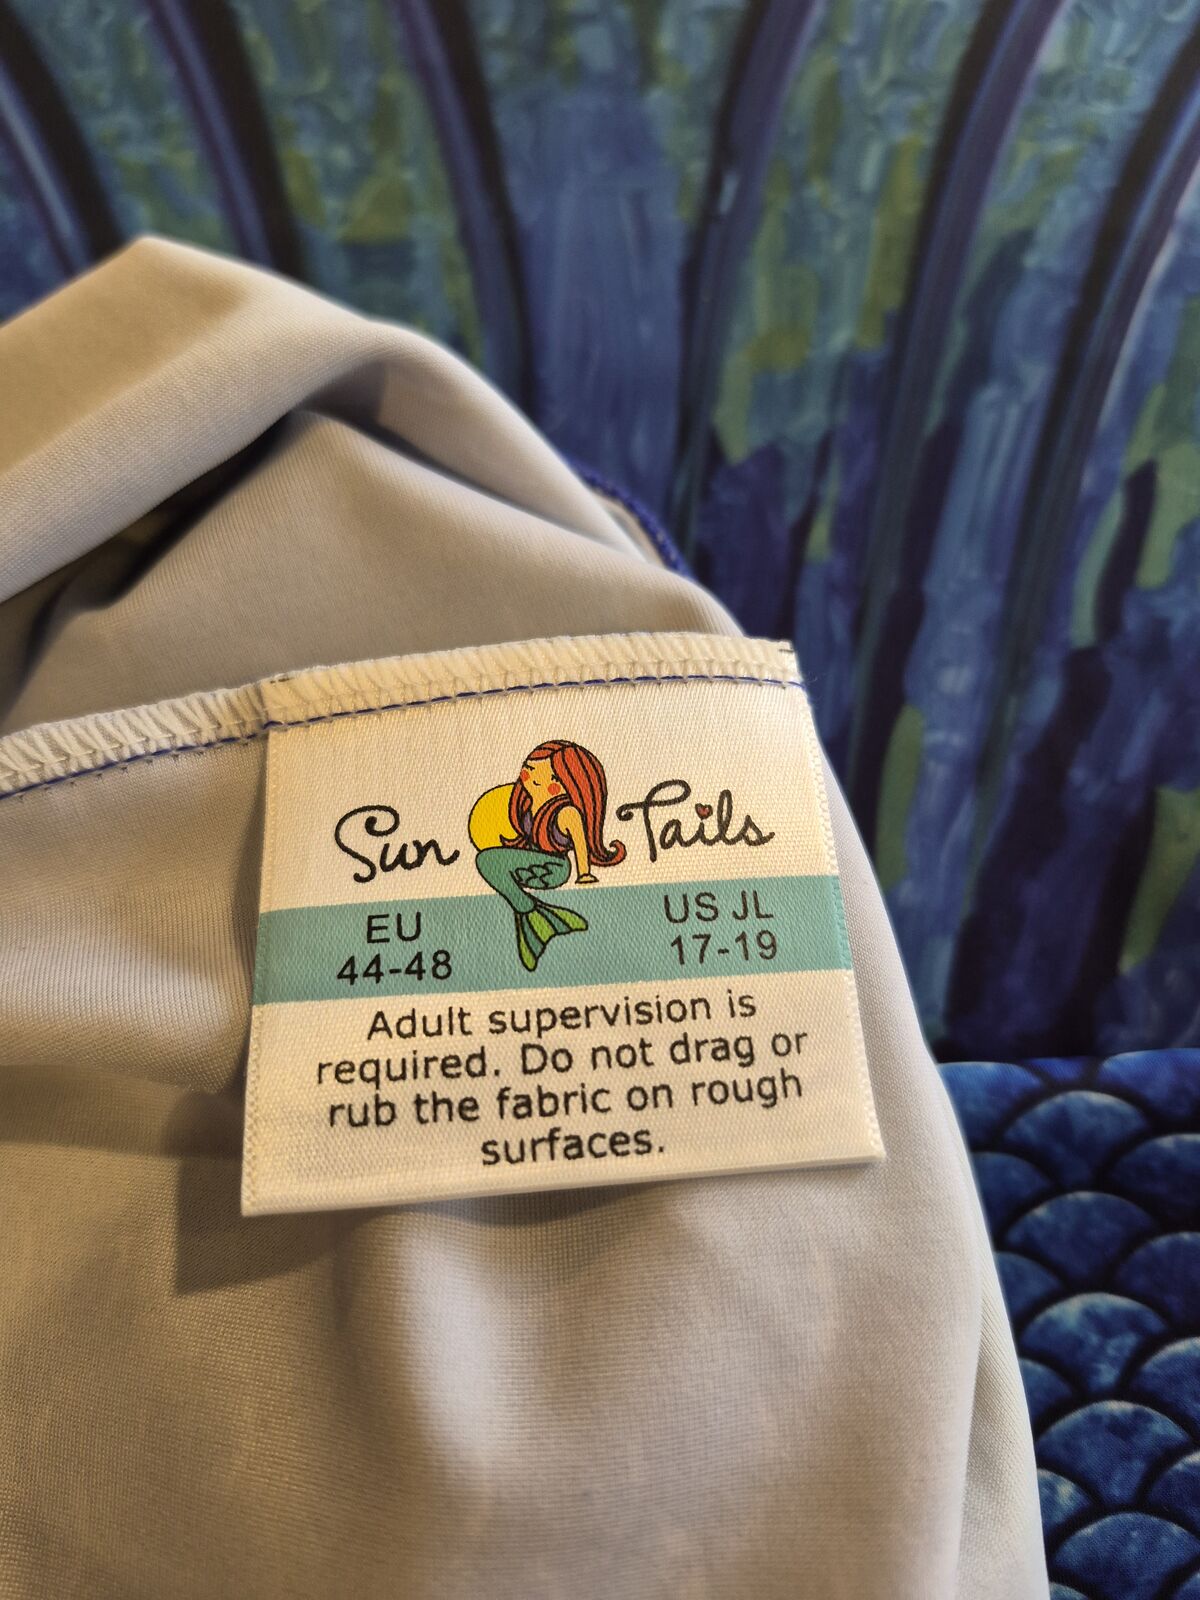 Sun Tails
EU
44-48
US JL
17-19
Adult supervision is
required. Do not drag or
rub the fabric on rough
surfaces.